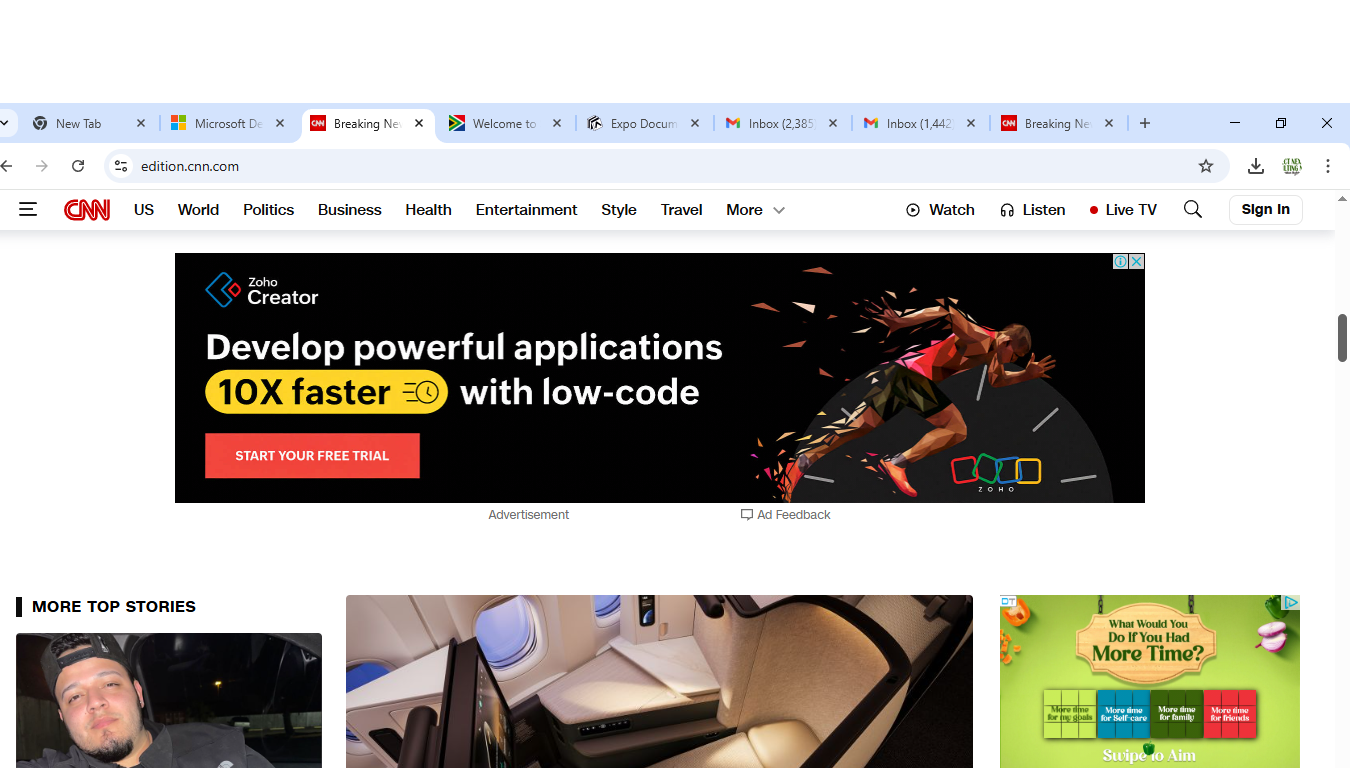 New Tab
Microsoft De
Breaking Nev
Welcome to
Expo Docum
Inbox (2,385)
Inbox (1,442)
Breaking Ne
edition.cnn.com
CNN US World Politics Business Health Entertainment Style Travel More Watch Listen Live TV Sign in
Zoho
Creator
Develop powerful applications
10X faster with low-code
START YOUR FREE TRIAL
ZOHO
Advertisement Ad Feedback
MORE TOP STORIES
DT
What Would You
Do If You Had
More Time?
More time for my goals
More time for Self-care
More time for family
More time for friends
Swipe to Aim